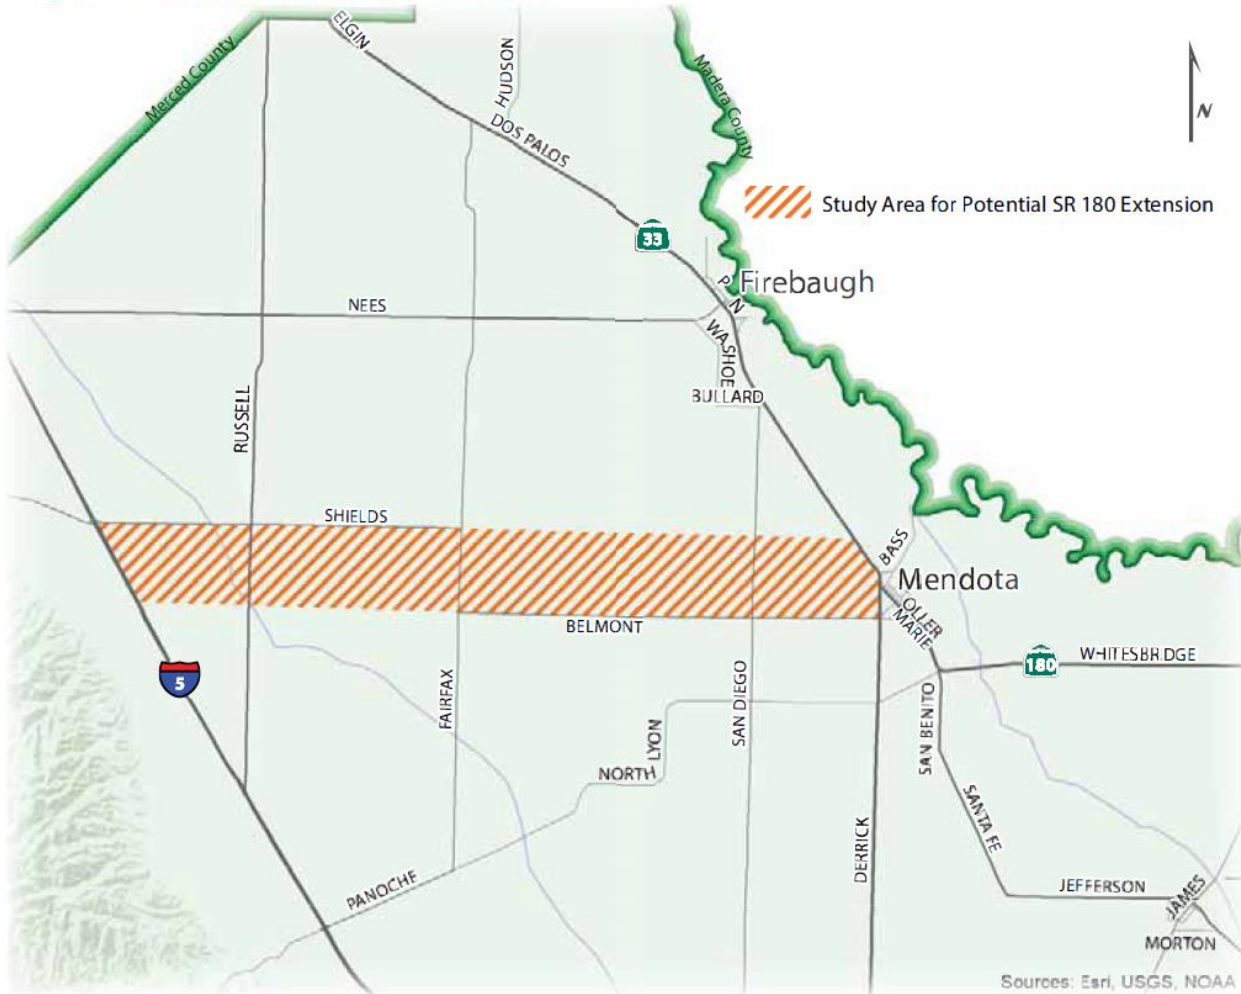 ELGIN
HUDSON
Merced County
Madera County
DOS PALOS
N
Study Area for Potential SR 180 Extension
33
P
N
Firebaugh
NEES
WASHOE
BULLARD
RUSSELL
SHIELDS
BASS
Mendota
OLLER
MARIE
BELMONT
180
WHITESBRIDGE
5
FAIRFAX
SAN DIEGO
SAN BENITO
LYON
NORTH
SANTA FE
DERRICK
PANOCHE
JEFFERSON
JAMES
MORTON
Sources: Esri, USGS, NOAA